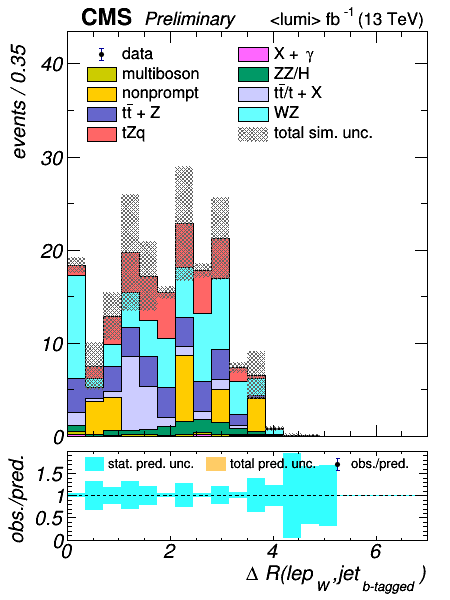 CMS Preliminary <lumi> fb⁻¹ (13 TeV)
events / 0.35
40
30
20
10
0
data
multiboson
nonprompt
tt̄ + Z
tZq
X + γ
ZZ/H
tt̄/t + X
WZ
total sim. unc.
obs./pred.
1.5
1
0.5
0
stat. pred. unc. total pred. unc. obs./pred.
0 2 4 6
Δ R(lep_W, jet_b-tagged)